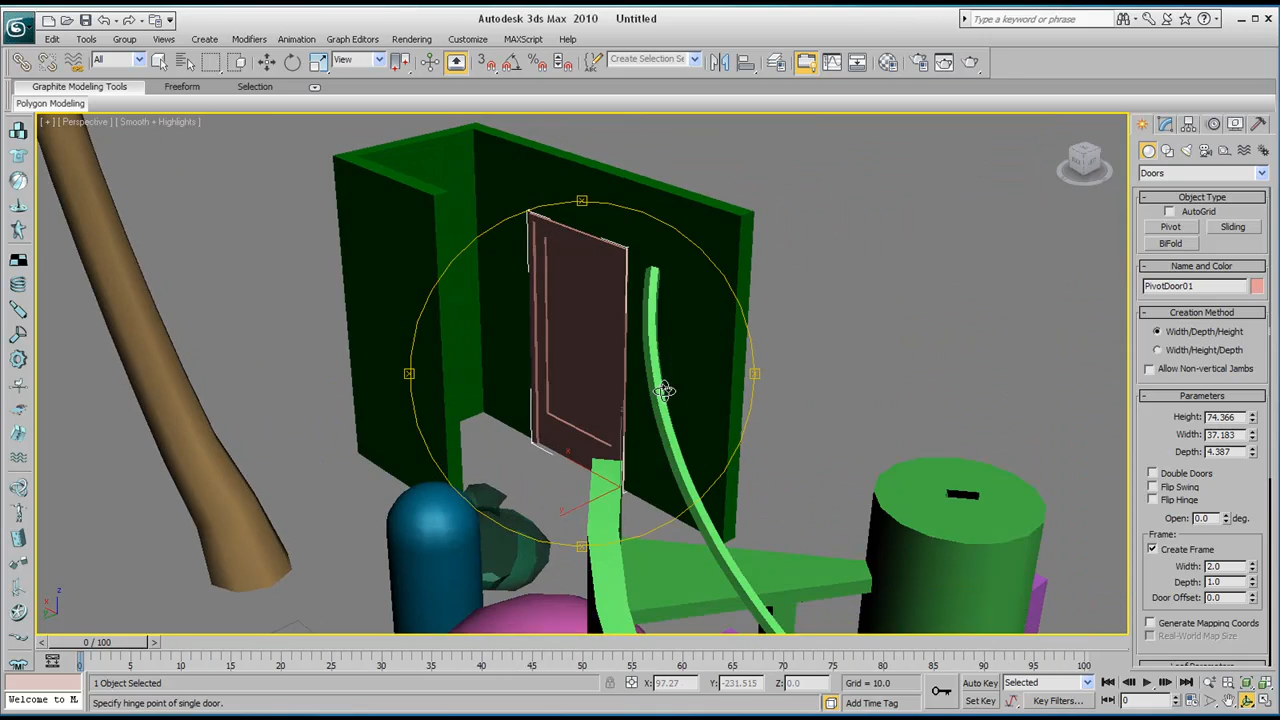 Autodesk 3ds Max 2010 Untitled
Type a keyword or phrase
Edit Tools Group Views Create Modifiers Animation Graph Editors Rendering Customize MAXScript Help
All View Create Selection Se
Graphite Modeling Tools Freeform Selection
Polygon Modeling
[ + ] [ Perspective ] [ Smooth + Highlights ]
Doors
Object Type
AutoGrid
Pivot Sliding
BiFold
Name and Color
PivotDoor01
Creation Method
Width/Depth/Height
Width/Height/Depth
Allow Non-vertical Jambs
Parameters
Height: 74.366
Width: 37.183
Depth: 4.387
Double Doors
Flip Swing
Flip Hinge
Open: 0.0 deg.
Frame:
Create Frame
Width: 2.0
Depth: 1.0
Door Offset: 0.0
Generate Mapping Coords
Real-World Map Size
x
y
z
0 / 100
0 5 10 15 20 25 30 35 40 45 50 55 60 65 70 75 80 85 90 95 100
1 Object Selected X: 97.27 Y: -231.515 Z: 0.0 Grid = 10.0 Auto Key Selected
Welcome to M Specify hinge point of single door. Add Time Tag Set Key Key Filters... 0